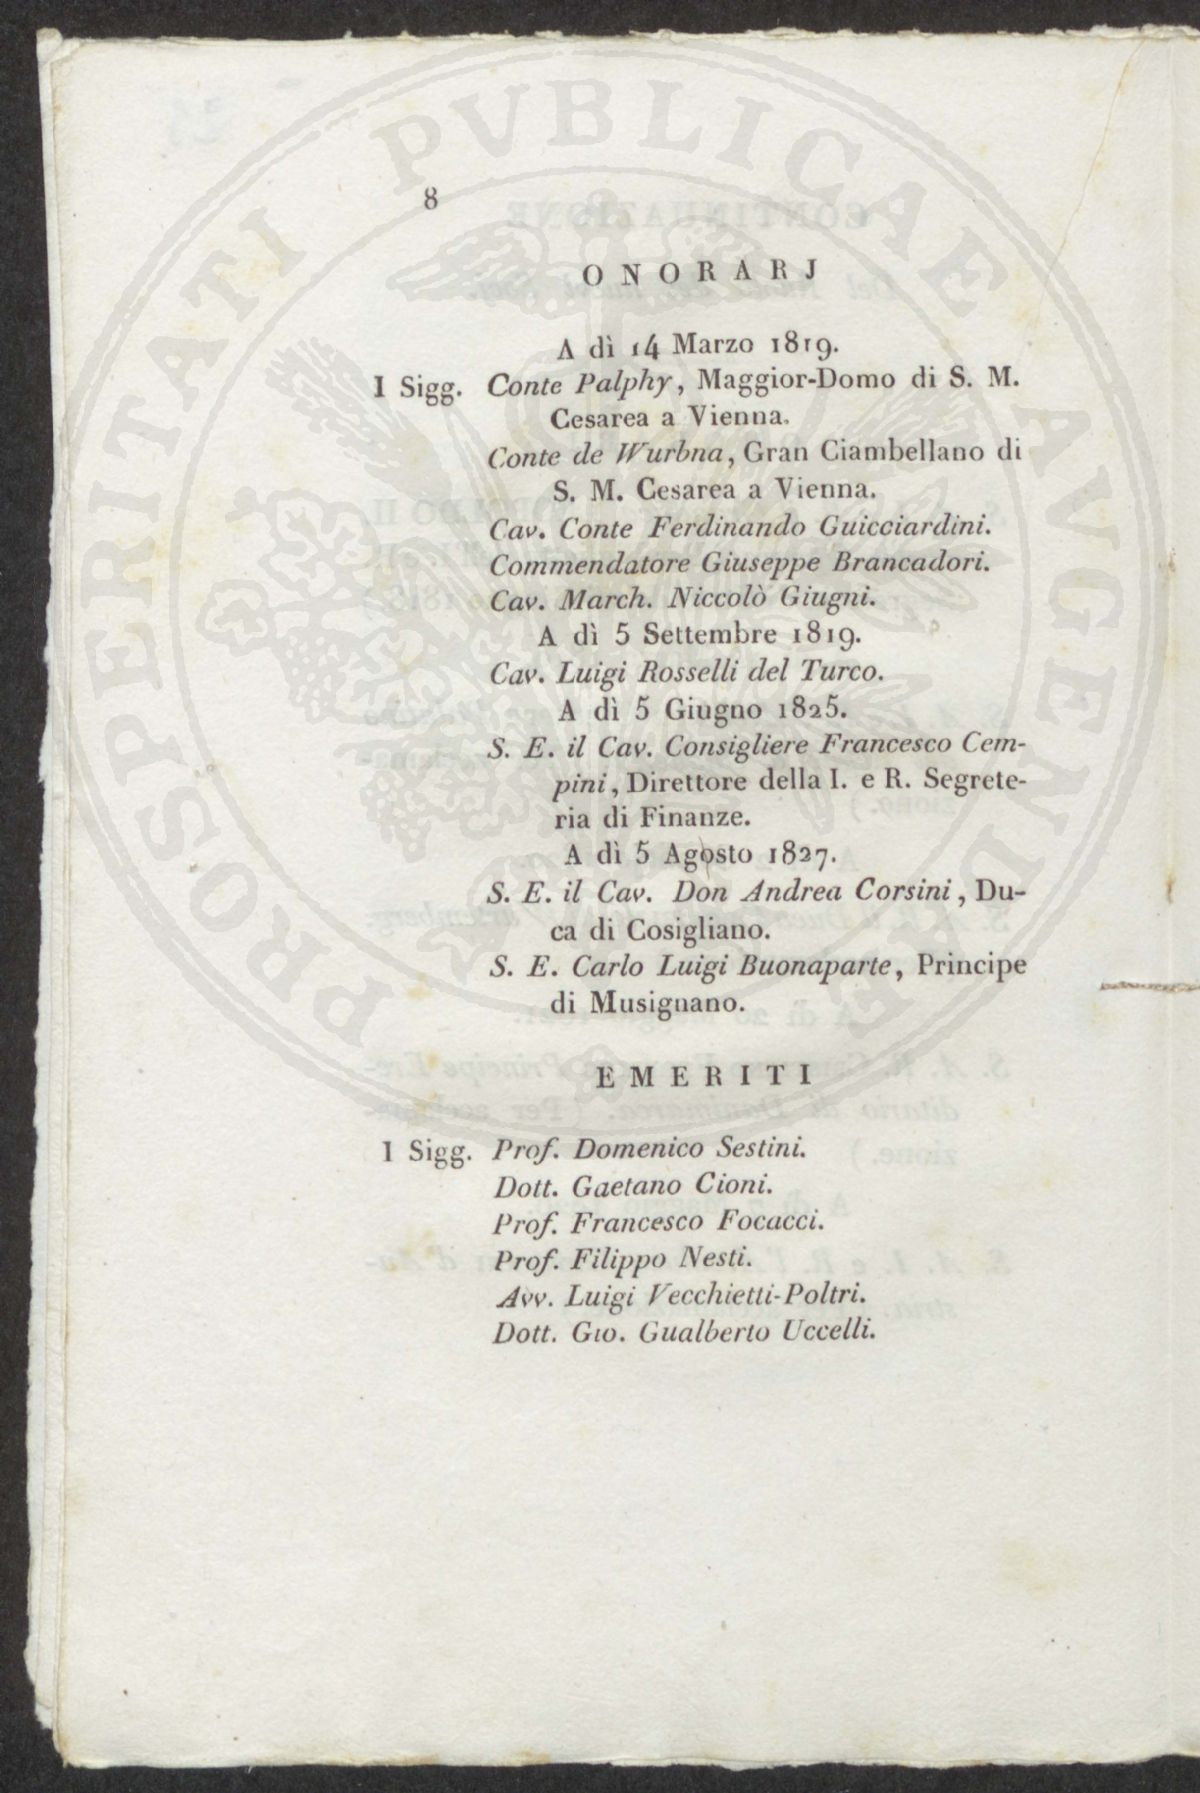 8
ONORARJ
A dì 14 Marzo 1819.
I Sigg. Conte Palphy, Maggior-Domo di S. M.
Cesarea a Vienna.
Conte de Wurbna, Gran Ciambellano di
S. M. Cesarea a Vienna.
Cav. Conte Ferdinando Guicciardini.
Commendatore Giuseppe Brancadori.
Cav. March. Niccolò Giugni.
A dì 5 Settembre 1819.
Cav. Luigi Rosselli del Turco.
A dì 5 Giugno 1825.
S. E. il Cav. Consigliere Francesco Cem-
pini, Direttore della I. e R. Segrete-
ria di Finanze.
A dì 5 Agosto 1827.
S. E. il Cav. Don Andrea Corsini, Du-
ca di Cosigliano.
S. E. Carlo Luigi Buonaparte, Principe
di Musignano.
EMERITI
I Sigg. Prof. Domenico Sestini.
Dott. Gaetano Cioni.
Prof. Francesco Focacci.
Prof. Filippo Nesti.
Avv. Luigi Vecchietti-Poltri.
Dott. Gio. Gualberto Uccelli.
PROSPERITATI PVBLICAE AVGENDAE